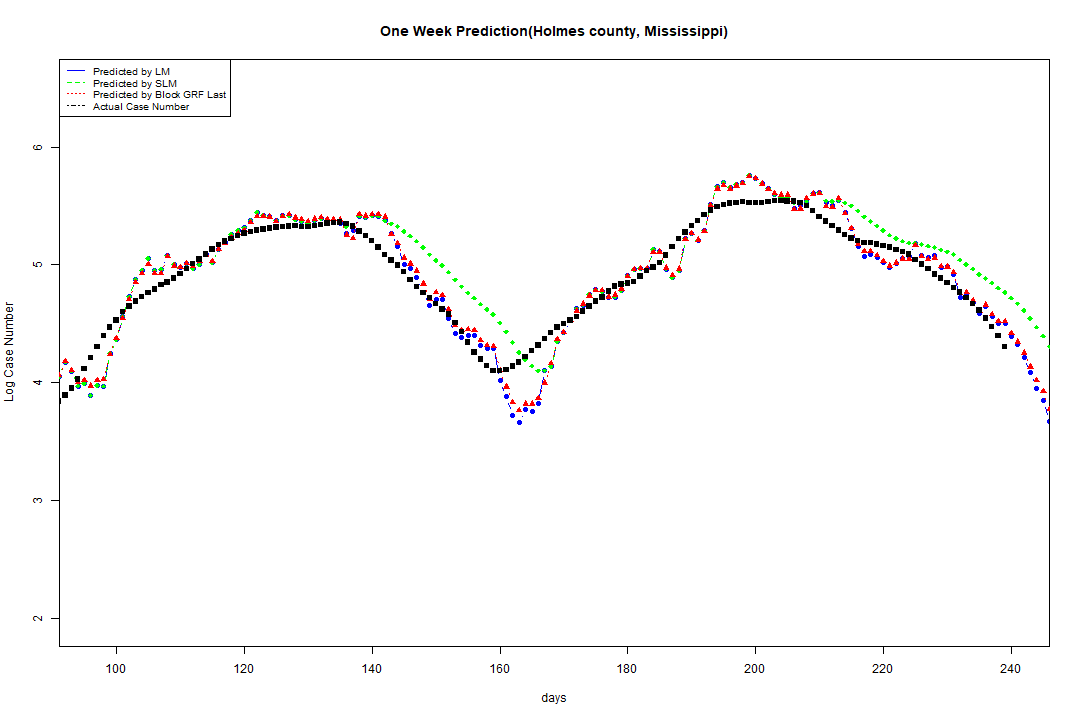 One Week Prediction(Holmes county, Mississippi)
Predicted by LM
Predicted by SLM
Predicted by Block GRF Last
Actual Case Number
6
5
4
3
2
Log Case Number
100 120 140 160 180 200 220 240
days